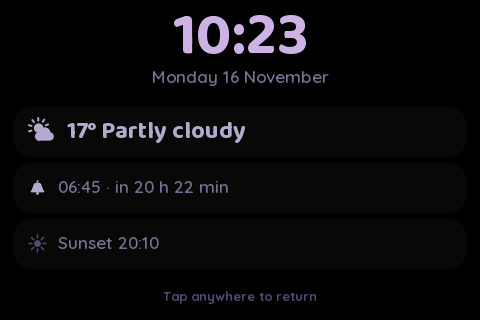 10:23
Monday 16 November
17° Partly cloudy
06:45 · in 20 h 22 min
Sunset 20:10
Tap anywhere to return